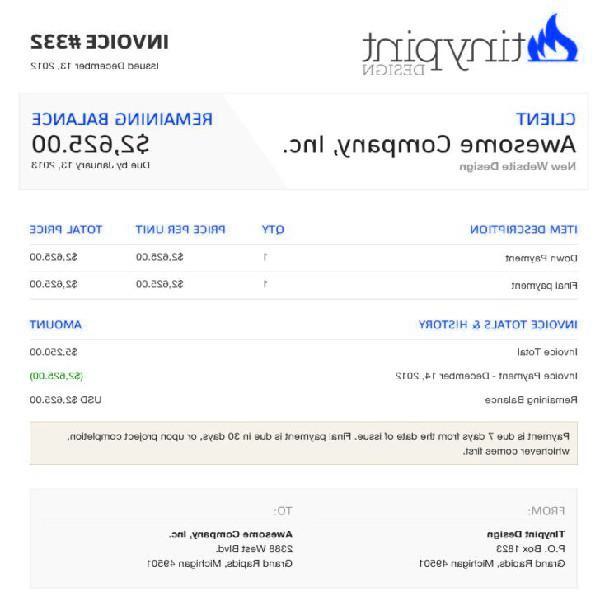 tinypint
DESIGN
INVOICE #332
Issued December, 13, 2012
CLIENT
REMAINING BALANCE
Awesome Company, Inc.
$2,625.00
New Website Design
Due by January 13, 2013
ITEM DESCRIPTION QTY PRICE PER UNIT TOTAL PRICE
Down Payment 1 $2,625.00 $2,625.00
Final payment 1 $2,625.00 $2,625.00
INVOICE TOTALS & HISTORY AMOUNT
Invoice Total $5,250.00
Invoice Payment - December 14, 2012 ($2,625.00)
Remaining Balance USD $2,625.00
Payment is due 7 days from the date of issue. Final payment is due in 30 days, or upon project completion,
whichever comes first.
FROM:
Tinypint Design
P.O. Box 1823
Grand Rapids, Michigan 49501
TO:
Awesome Company, Inc.
2388 West Blvd.
Grand Rapids, Michigan 49501